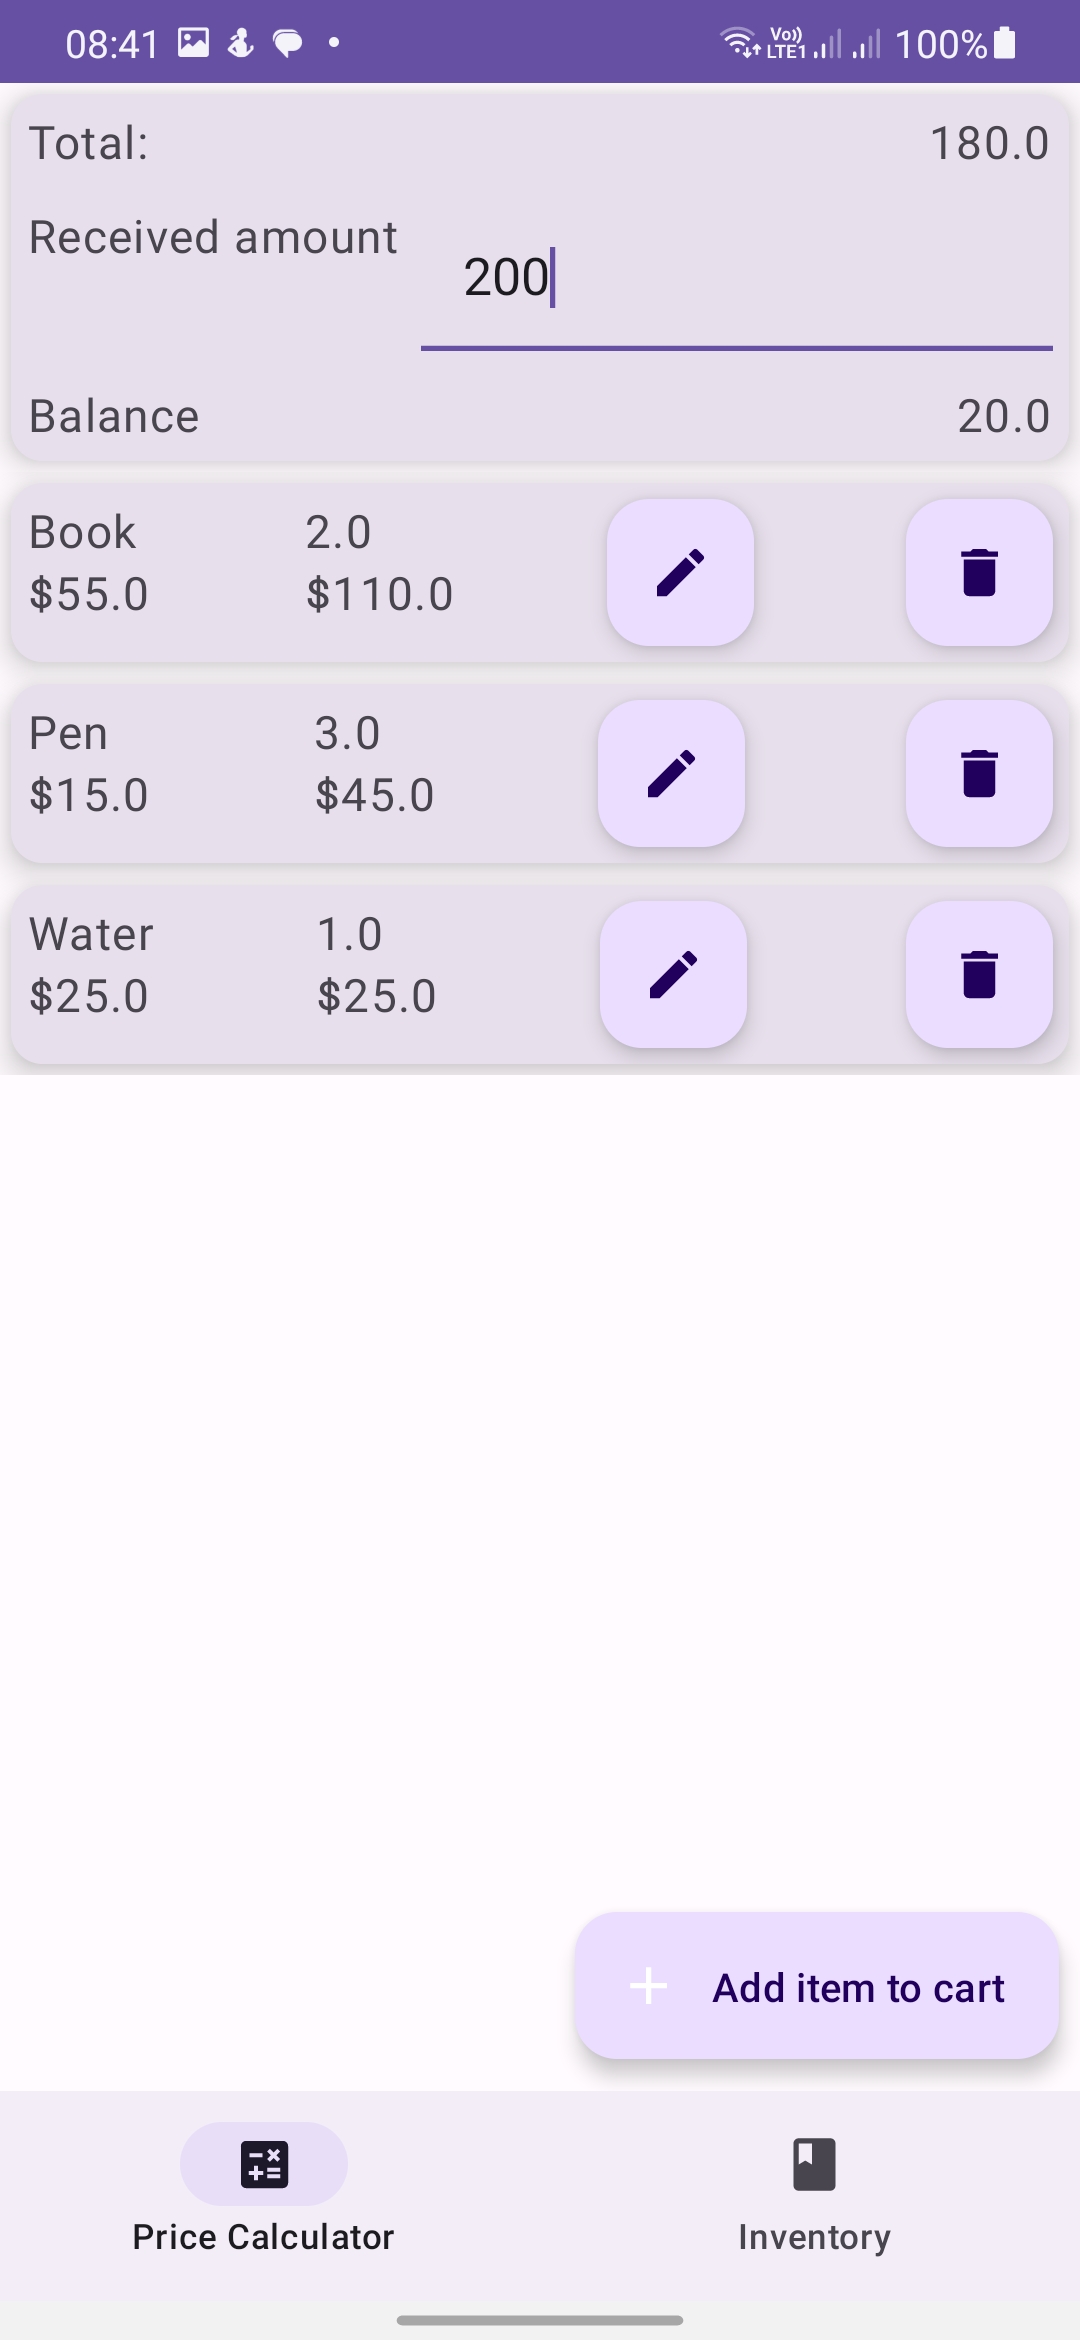 08:41 Vo)) LTE1 100%
Total: 180.0
Received amount 200
Balance 20.0
Book 2.0
$55.0 $110.0
Pen 3.0
$15.0 $45.0
Water 1.0
$25.0 $25.0
Add item to cart
Price Calculator Inventory